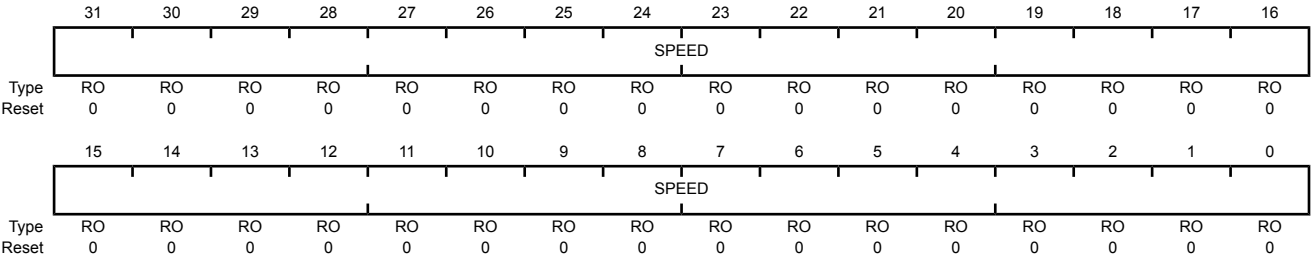 31 30 29 28 27 26 25 24 23 22 21 20 19 18 17 16
SPEED
Type RO RO RO RO RO RO RO RO RO RO RO RO RO RO RO RO
Reset 0 0 0 0 0 0 0 0 0 0 0 0 0 0 0 0
15 14 13 12 11 10 9 8 7 6 5 4 3 2 1 0
SPEED
Type RO RO RO RO RO RO RO RO RO RO RO RO RO RO RO RO
Reset 0 0 0 0 0 0 0 0 0 0 0 0 0 0 0 0